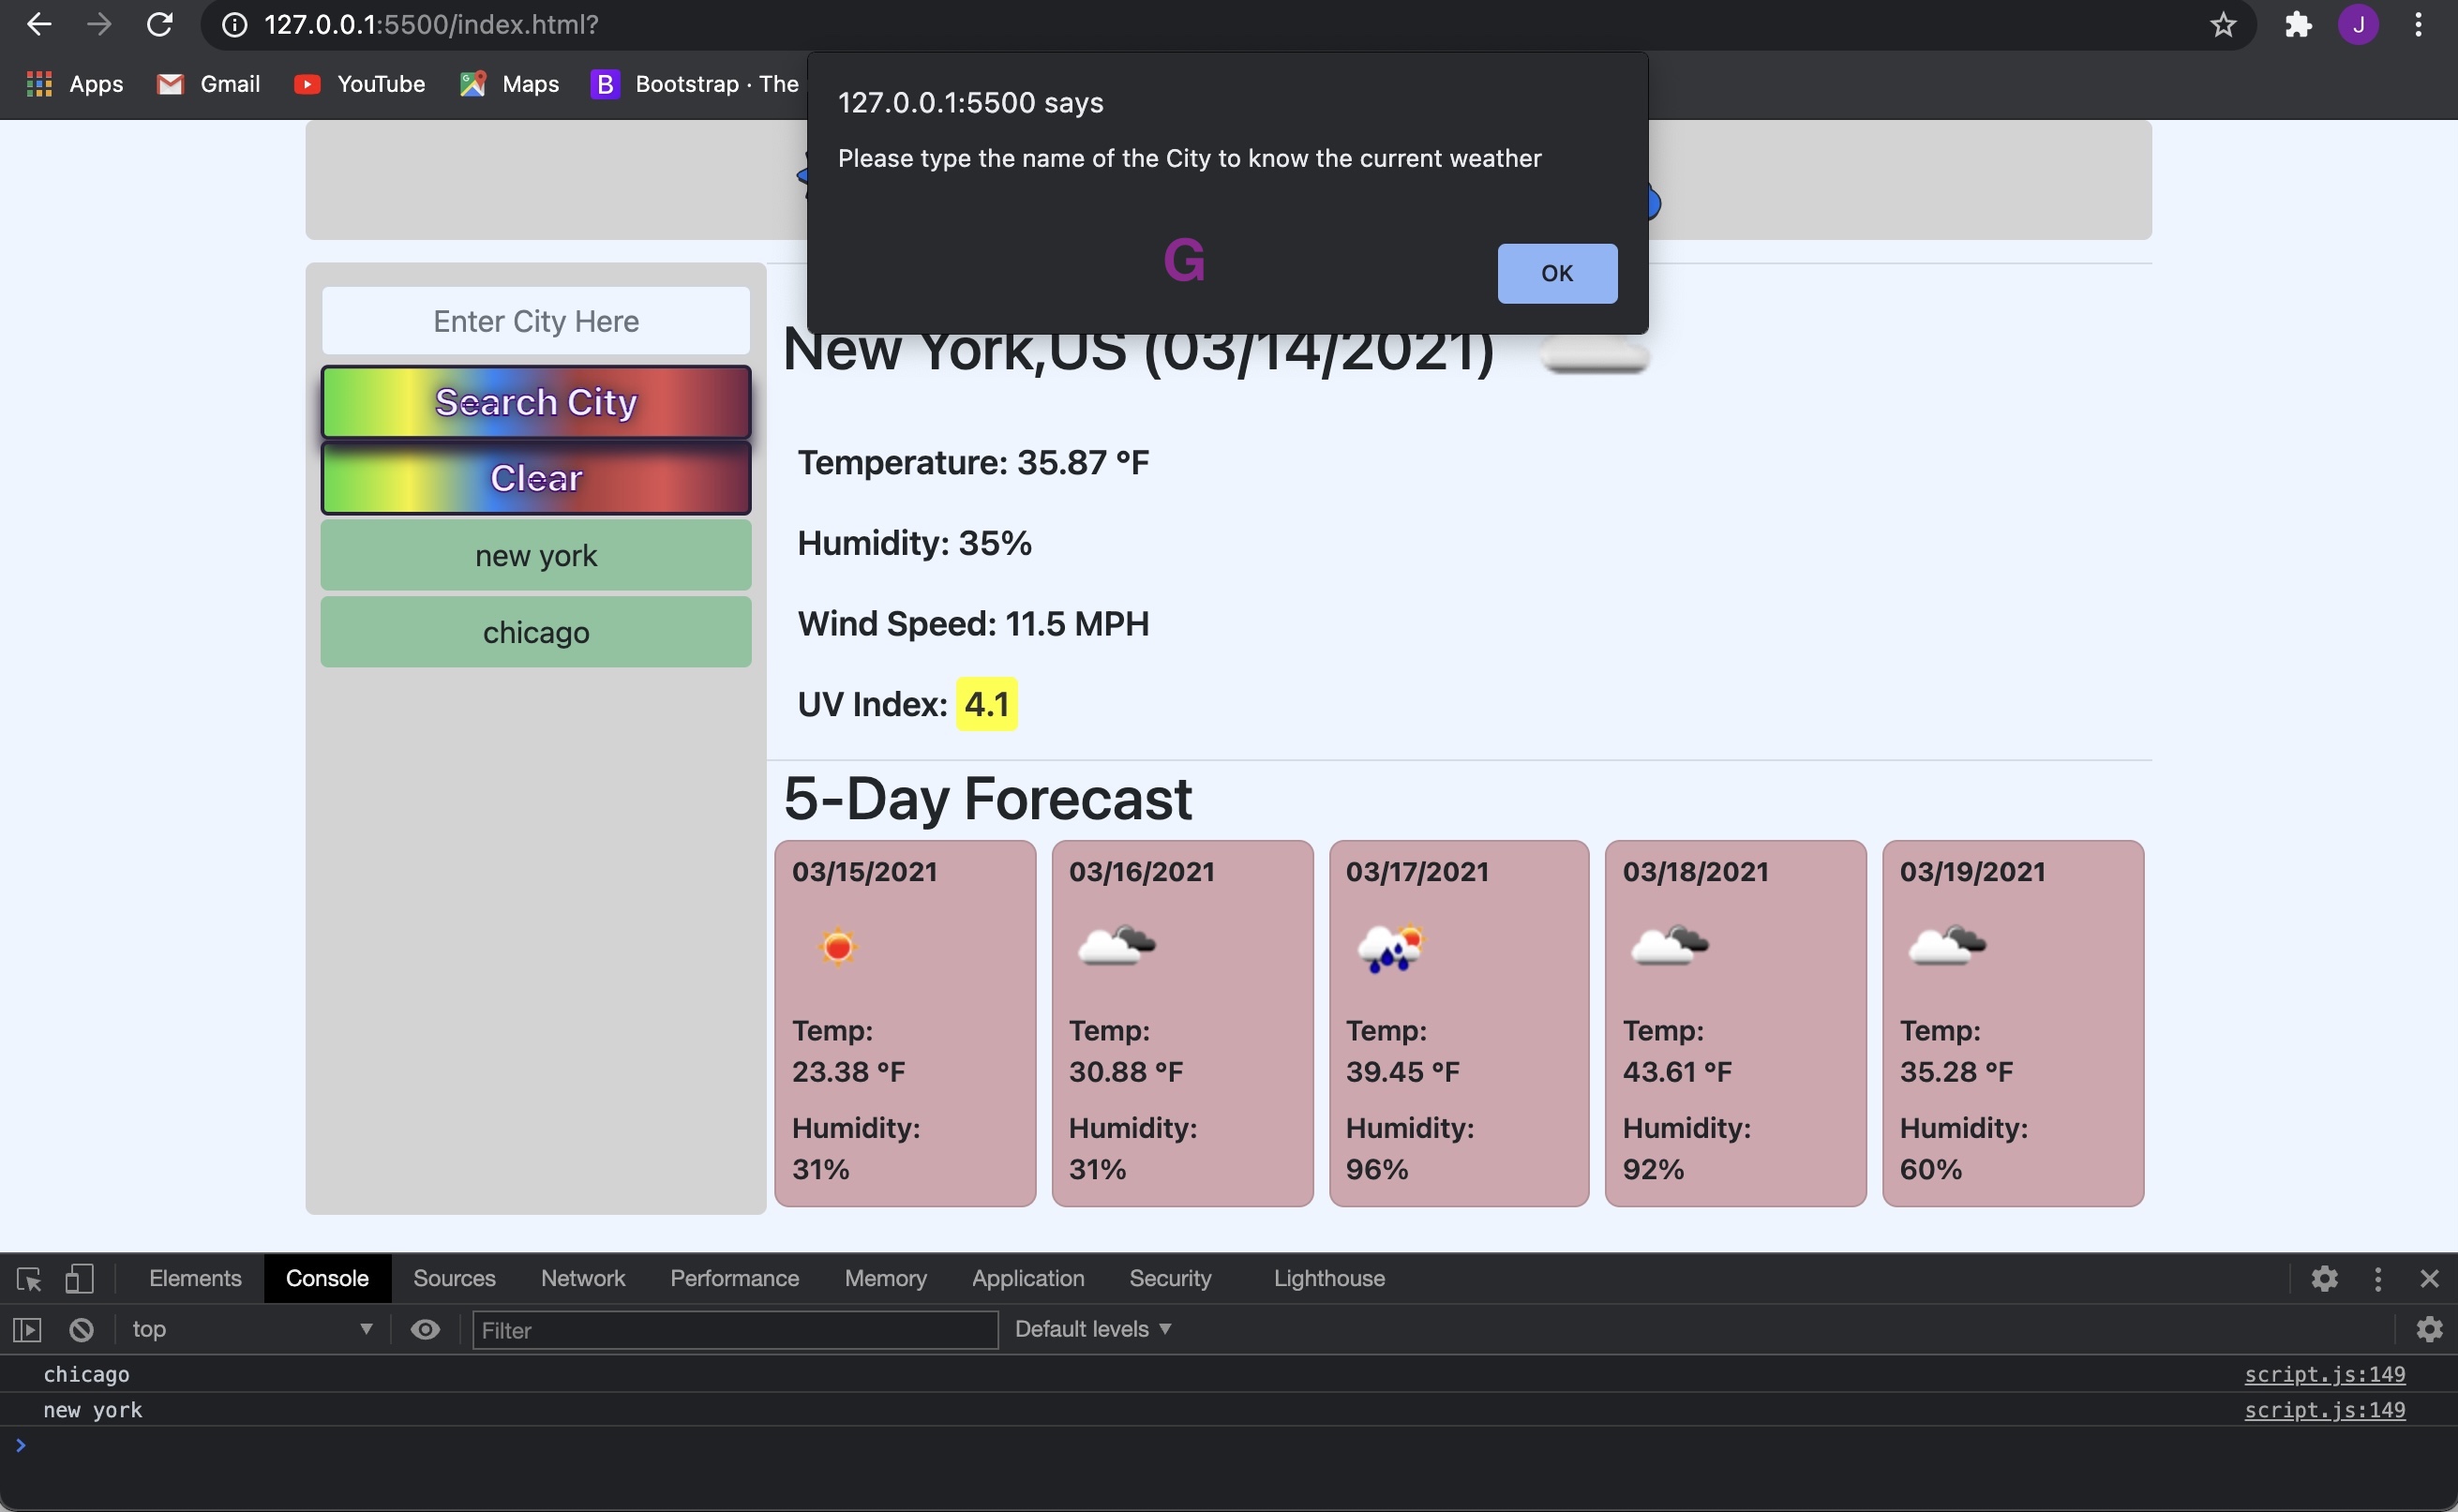 127.0.0.1:5500/index.html?
J
Apps
Gmail
YouTube
Maps
B
Bootstrap · The
127.0.0.1:5500 says
Please type the name of the City to know the current weather
G
OK
Enter City Here
Search City
Clear
new york
chicago
New York,US (03/14/2021)
Temperature: 35.87 °F
Humidity: 35%
Wind Speed: 11.5 MPH
UV Index: 4.1
5-Day Forecast
03/15/2021
Temp:
23.38 °F
Humidity:
31%
03/16/2021
Temp:
30.88 °F
Humidity:
31%
03/17/2021
Temp:
39.45 °F
Humidity:
96%
03/18/2021
Temp:
43.61 °F
Humidity:
92%
03/19/2021
Temp:
35.28 °F
Humidity:
60%
Elements Console Sources Network Performance Memory Application Security Lighthouse
top Filter Default levels
chicago script.js:149
new york script.js:149